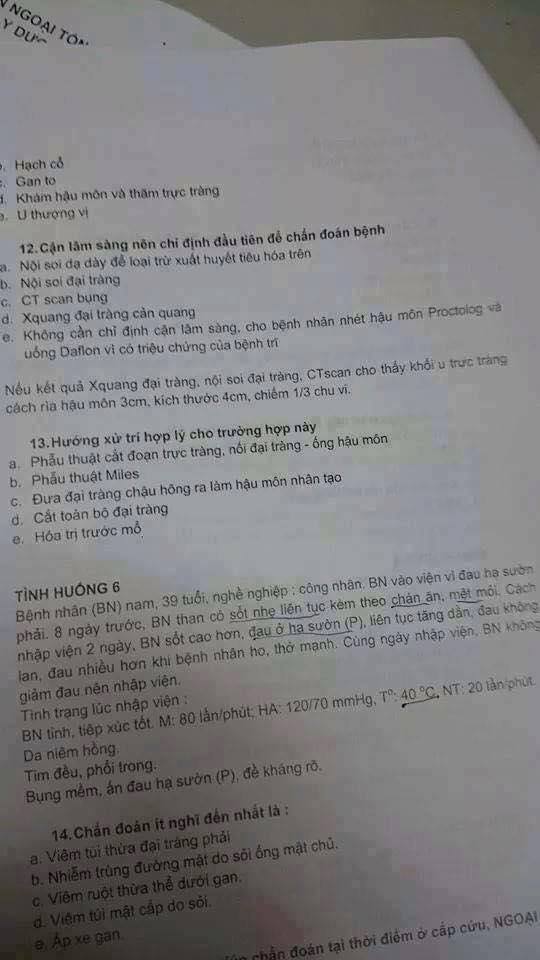 NGOẠI TỔN
Y DƯỢC
b. Hạch cổ
c. Gan to
d. Khám hậu môn và thăm trực tràng
e. U thượng vị
12. Cận lâm sàng nên chỉ định đầu tiên để chẩn đoán bệnh
a. Nội soi dạ dày để loại trừ xuất huyết tiêu hóa trên
b. Nội soi đại tràng
c. CT scan bụng
d. Xquang đại tràng cản quang
e. Không cần chỉ định cận lâm sàng, cho bệnh nhân nhét hậu môn Proctolog và
uống Daflon vì có triệu chứng của bệnh trĩ
Nếu kết quả Xquang đại tràng, nội soi đại tràng, CTscan cho thấy khối u trực tràng
cách rìa hậu môn 3cm, kích thước 4cm, chiếm 1/3 chu vi.
13. Hướng xử trí hợp lý cho trường hợp này
a. Phẫu thuật cắt đoạn trực tràng, nối đại tràng - ống hậu môn
b. Phẫu thuật Miles
c. Đưa đại tràng chậu hông ra làm hậu môn nhân tạo
d. Cắt toàn bộ đại tràng
e. Hóa trị trước mổ
TÌNH HUỐNG 6
Bệnh nhân (BN) nam, 39 tuổi, nghề nghiệp : công nhân. BN vào viện vì đau hạ sườn
phải. 8 ngày trước, BN than có sốt nhẹ liên tục kèm theo chán ăn, mệt mỏi. Cách
nhập viện 2 ngày, BN sốt cao hơn, đau ở hạ sườn (P), liên tục tăng dần, đau không
lan, đau nhiều hơn khi bệnh nhân ho, thở mạnh. Cùng ngày nhập viện, BN không
giảm đau nên nhập viện.
Tình trạng lúc nhập viện :
BN tỉnh, tiếp xúc tốt. M: 80 lần/phút; HA: 120/70 mmHg, T°: 40 °C, NT: 20 lần/phút.
Da niêm hồng.
Tim đều, phổi trong.
Bụng mềm, ấn đau hạ sườn (P), đề kháng rõ.
14. Chẩn đoán ít nghĩ đến nhất là :
a. Viêm túi thừa đại tràng phải
b. Nhiễm trùng đường mật do sỏi ống mật chủ.
c. Viêm ruột thừa thể dưới gan.
d. Viêm túi mật cấp do sỏi.
e. Áp xe gan.
chẩn đoán tại thời điểm ở cấp cứu, NGOẠI